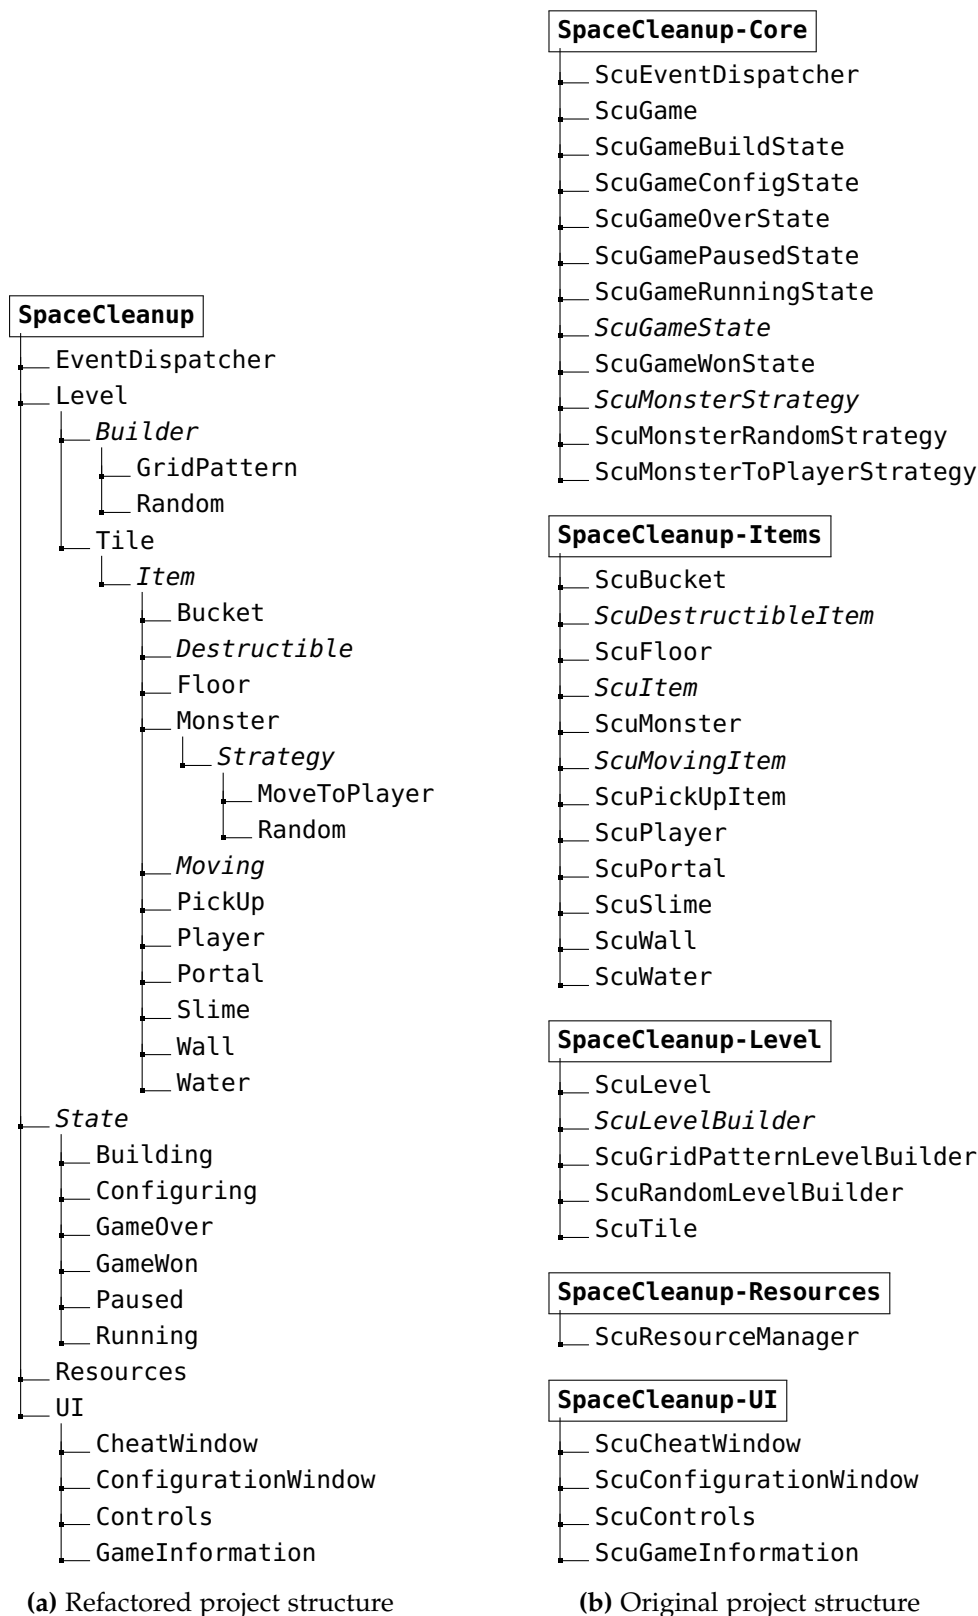 SpaceCleanup
EventDispatcher
Level
Builder
GridPattern
Random
Tile
Item
Bucket
Destructible
Floor
Monster
Strategy
MoveToPlayer
Random
Moving
PickUp
Player
Portal
Slime
Wall
Water
State
Building
Configuring
GameOver
GameWon
Paused
Running
Resources
UI
CheatWindow
ConfigurationWindow
Controls
GameInformation
(a) Refactored project structure
SpaceCleanup-Core
ScuEventDispatcher
ScuGame
ScuGameBuildState
ScuGameConfigState
ScuGameOverState
ScuGamePausedState
ScuGameRunningState
ScuGameState
ScuGameWonState
ScuMonsterStrategy
ScuMonsterRandomStrategy
ScuMonsterToPlayerStrategy
SpaceCleanup-Items
ScuBucket
ScuDestructibleItem
ScuFloor
ScuItem
ScuMonster
ScuMovingItem
ScuPickUpItem
ScuPlayer
ScuPortal
ScuSlime
ScuWall
ScuWater
SpaceCleanup-Level
ScuLevel
ScuLevelBuilder
ScuGridPatternLevelBuilder
ScuRandomLevelBuilder
ScuTile
SpaceCleanup-Resources
ScuResourceManager
SpaceCleanup-UI
ScuCheatWindow
ScuConfigurationWindow
ScuControls
ScuGameInformation
(b) Original project structure